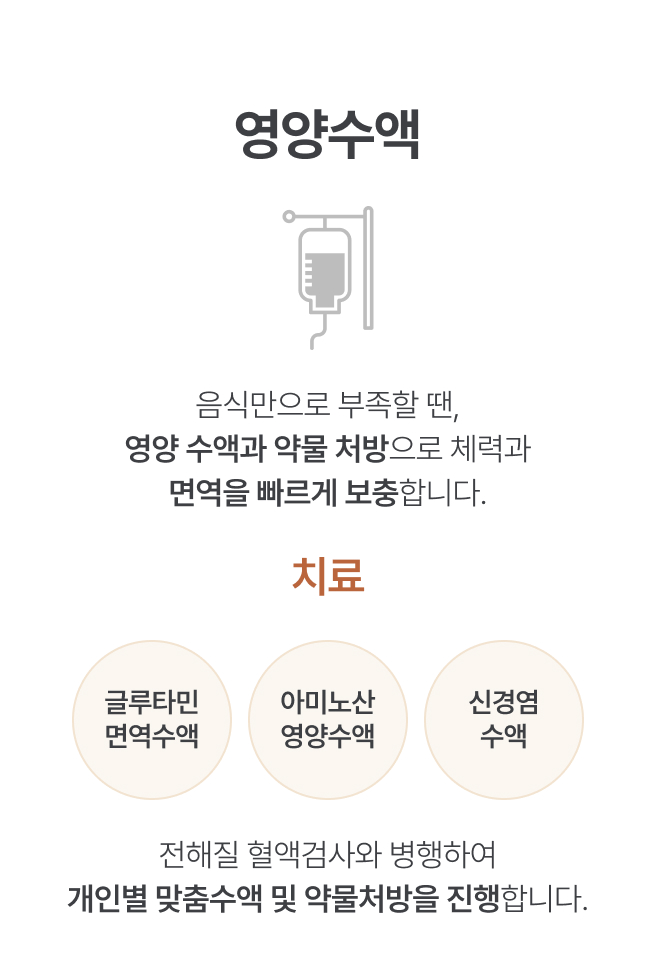 영양수액
음식만으로 부족할 땐,
영양 수액과 약물 처방으로 체력과
면역을 빠르게 보충합니다.
치료
글루타민
면역수액
아미노산
영양수액
신경염
수액
전해질 혈액검사와 병행하여
개인별 맞춤수액 및 약물처방을 진행합니다.